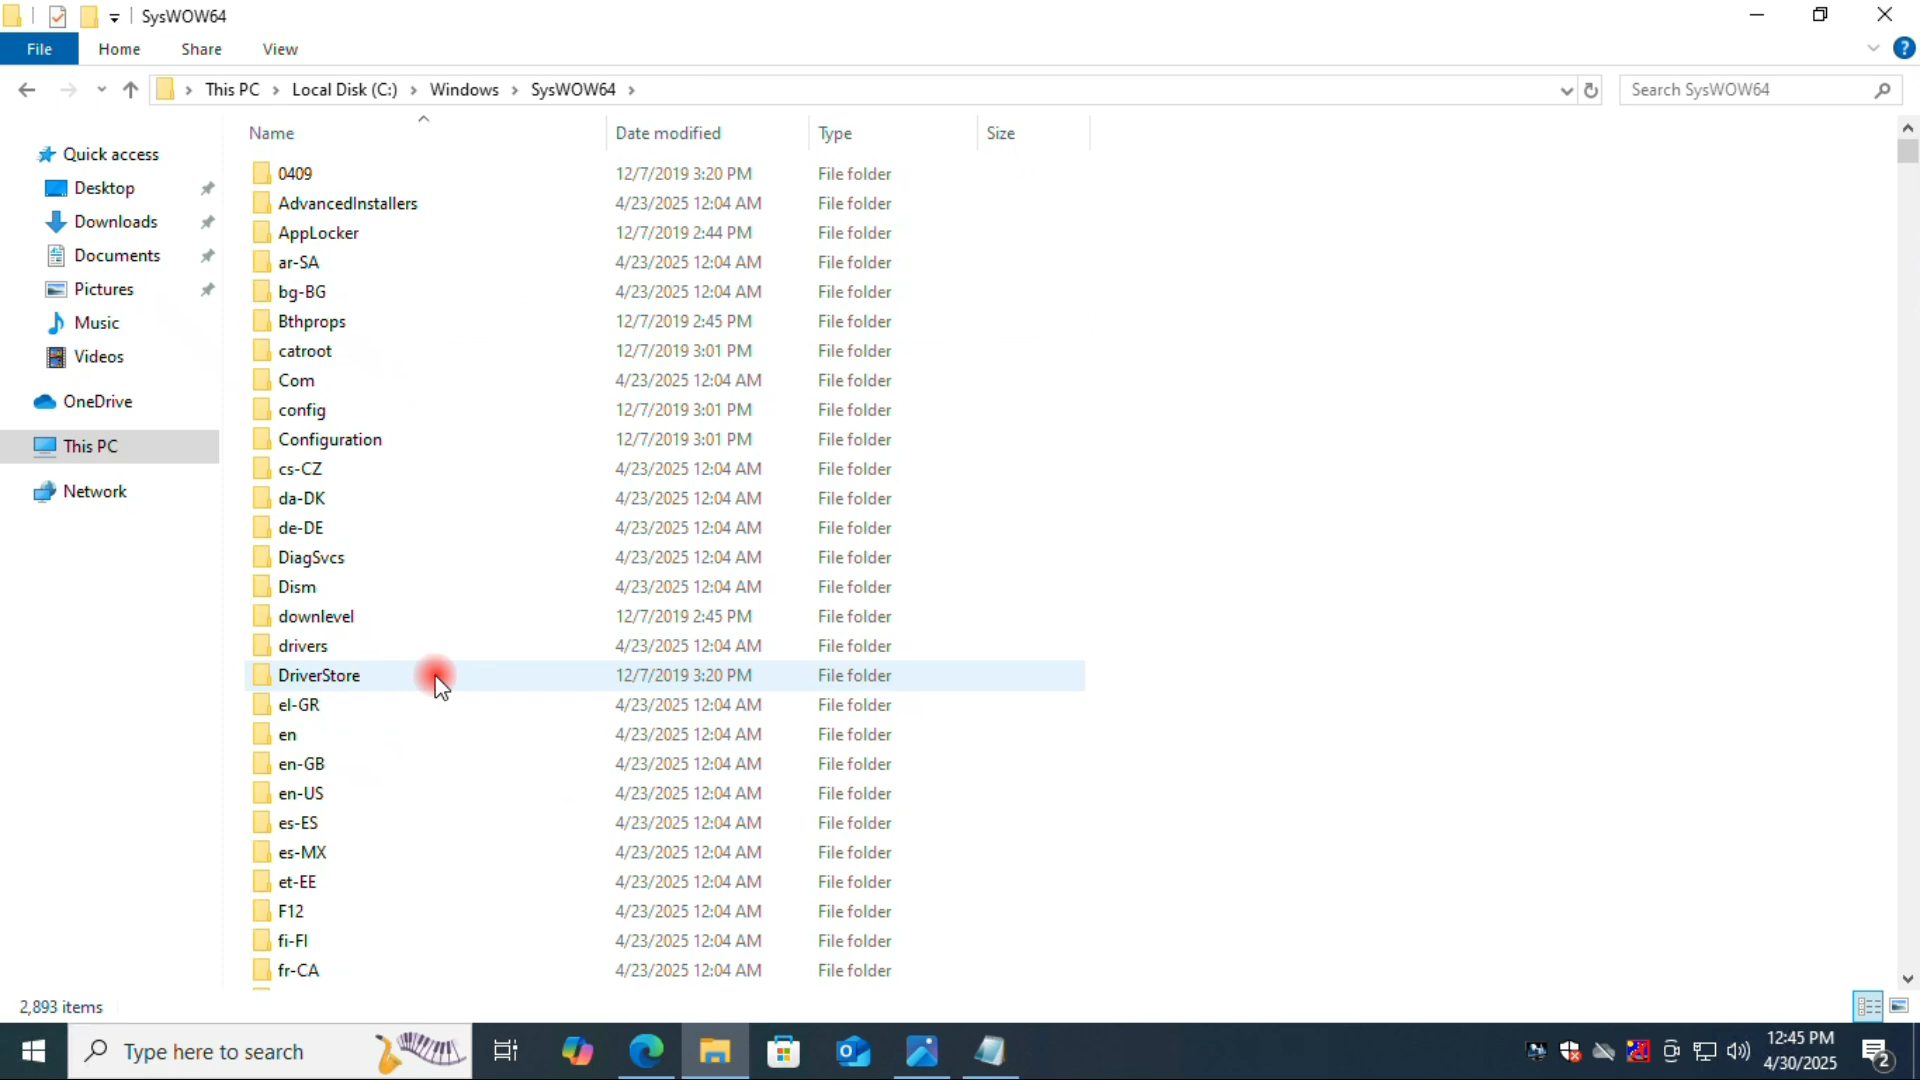 SysWOW64
File Home Share View
This PC > Local Disk (C:) > Windows > SysWOW64 >
Search SysWOW64
Quick access
Desktop
Downloads
Documents
Pictures
Music
Videos
OneDrive
This PC
Network
Name Date modified Type Size
0409 12/7/2019 3:20 PM File folder
AdvancedInstallers 4/23/2025 12:04 AM File folder
AppLocker 12/7/2019 2:44 PM File folder
ar-SA 4/23/2025 12:04 AM File folder
bg-BG 4/23/2025 12:04 AM File folder
Bthprops 12/7/2019 2:45 PM File folder
catroot 12/7/2019 3:01 PM File folder
Com 4/23/2025 12:04 AM File folder
config 12/7/2019 3:01 PM File folder
Configuration 12/7/2019 3:01 PM File folder
cs-CZ 4/23/2025 12:04 AM File folder
da-DK 4/23/2025 12:04 AM File folder
de-DE 4/23/2025 12:04 AM File folder
DiagSvcs 4/23/2025 12:04 AM File folder
Dism 4/23/2025 12:04 AM File folder
downlevel 12/7/2019 2:45 PM File folder
drivers 4/23/2025 12:04 AM File folder
DriverStore 12/7/2019 3:20 PM File folder
el-GR 4/23/2025 12:04 AM File folder
en 4/23/2025 12:04 AM File folder
en-GB 4/23/2025 12:04 AM File folder
en-US 4/23/2025 12:04 AM File folder
es-ES 4/23/2025 12:04 AM File folder
es-MX 4/23/2025 12:04 AM File folder
et-EE 4/23/2025 12:04 AM File folder
F12 4/23/2025 12:04 AM File folder
fi-FI 4/23/2025 12:04 AM File folder
fr-CA 4/23/2025 12:04 AM File folder
2,893 items
Type here to search
12:45 PM
4/30/2025
2